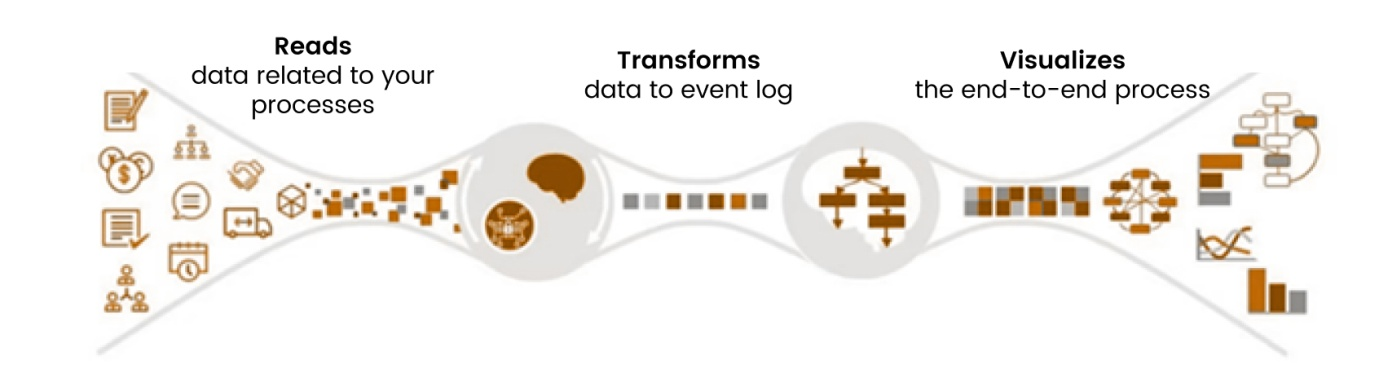 Reads
data related to your
processes
Transforms
data to event log
Visualizes
the end-to-end process
$